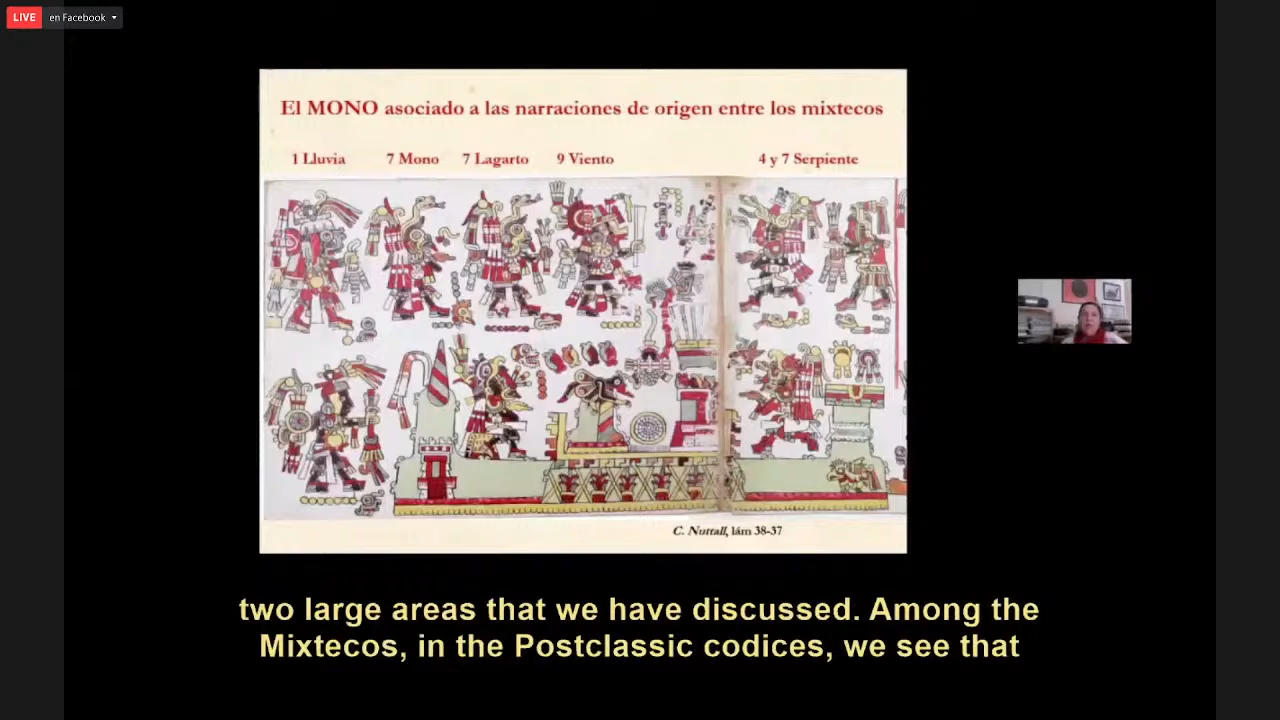 LIVE en Facebook
El MONO asociado a las narraciones de origen entre los mixtecos
1 Lluvia 7 Mono 7 Lagarto 9 Viento 4 y 7 Serpiente
C. Nuttall, lám 38-37
two large areas that we have discussed. Among the
Mixtecos, in the Postclassic codices, we see that